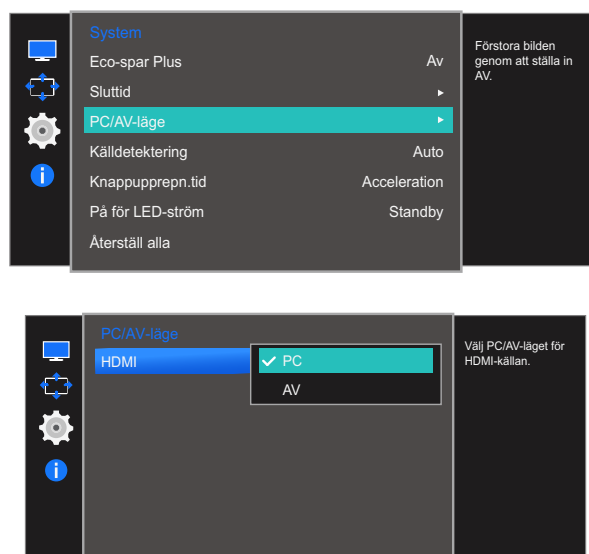 System
Eco-spar Plus Av
Sluttid
PC/AV-läge
Källdetektering Auto
Knappupprepn.tid Acceleration
På för LED-ström Standby
Återställ alla
Förstora bilden
genom att ställa in
AV.
PC/AV-läge
HDMI
PC
AV
Välj PC/AV-läget för
HDMI-källan.